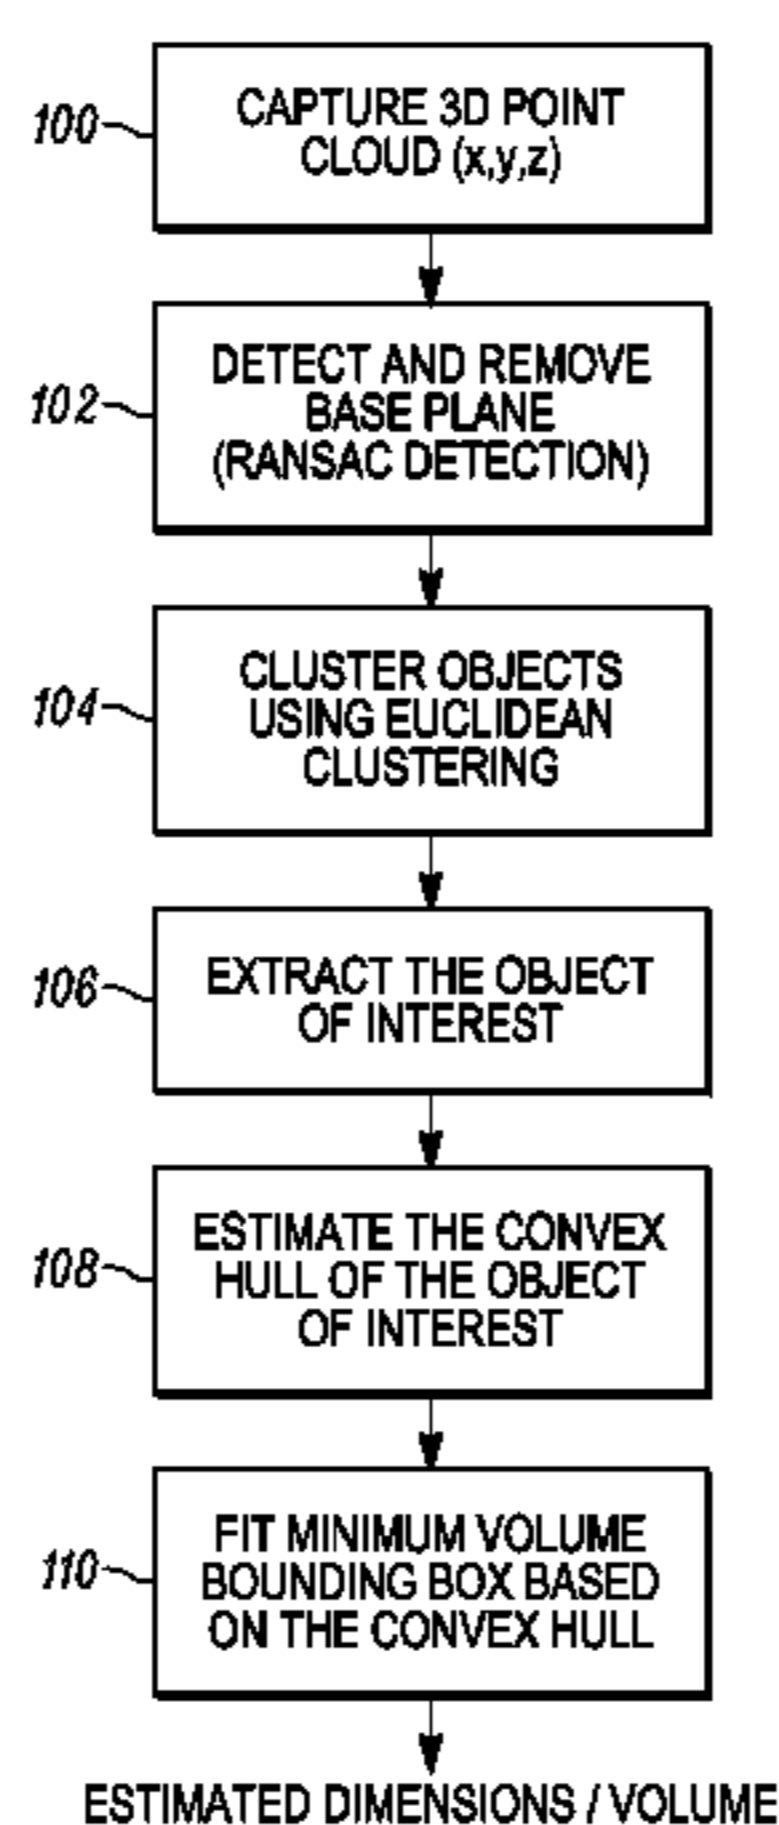 100
CAPTURE 3D POINT
CLOUD (x,y,z)
102
DETECT AND REMOVE
BASE PLANE
(RANSAC DETECTION)
104
CLUSTER OBJECTS
USING EUCLIDEAN
CLUSTERING
106
EXTRACT THE OBJECT
OF INTEREST
108
ESTIMATE THE CONVEX
HULL OF THE OBJECT
OF INTEREST
110
FIT MINIMUM VOLUME
BOUNDING BOX BASED
ON THE CONVEX HULL
ESTIMATED DIMENSIONS / VOLUME